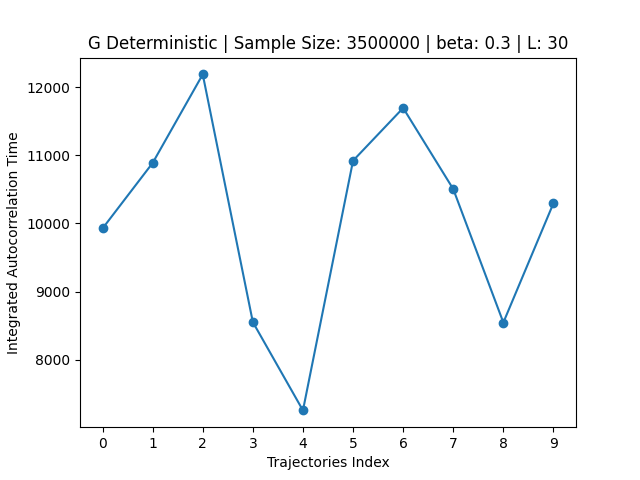 G Deterministic | Sample Size: 3500000 | beta: 0.3 | L: 30
Integrated Autocorrelation Time
12000
11000
10000
9000
8000
0 1 2 3 4 5 6 7 8 9
Trajectories Index